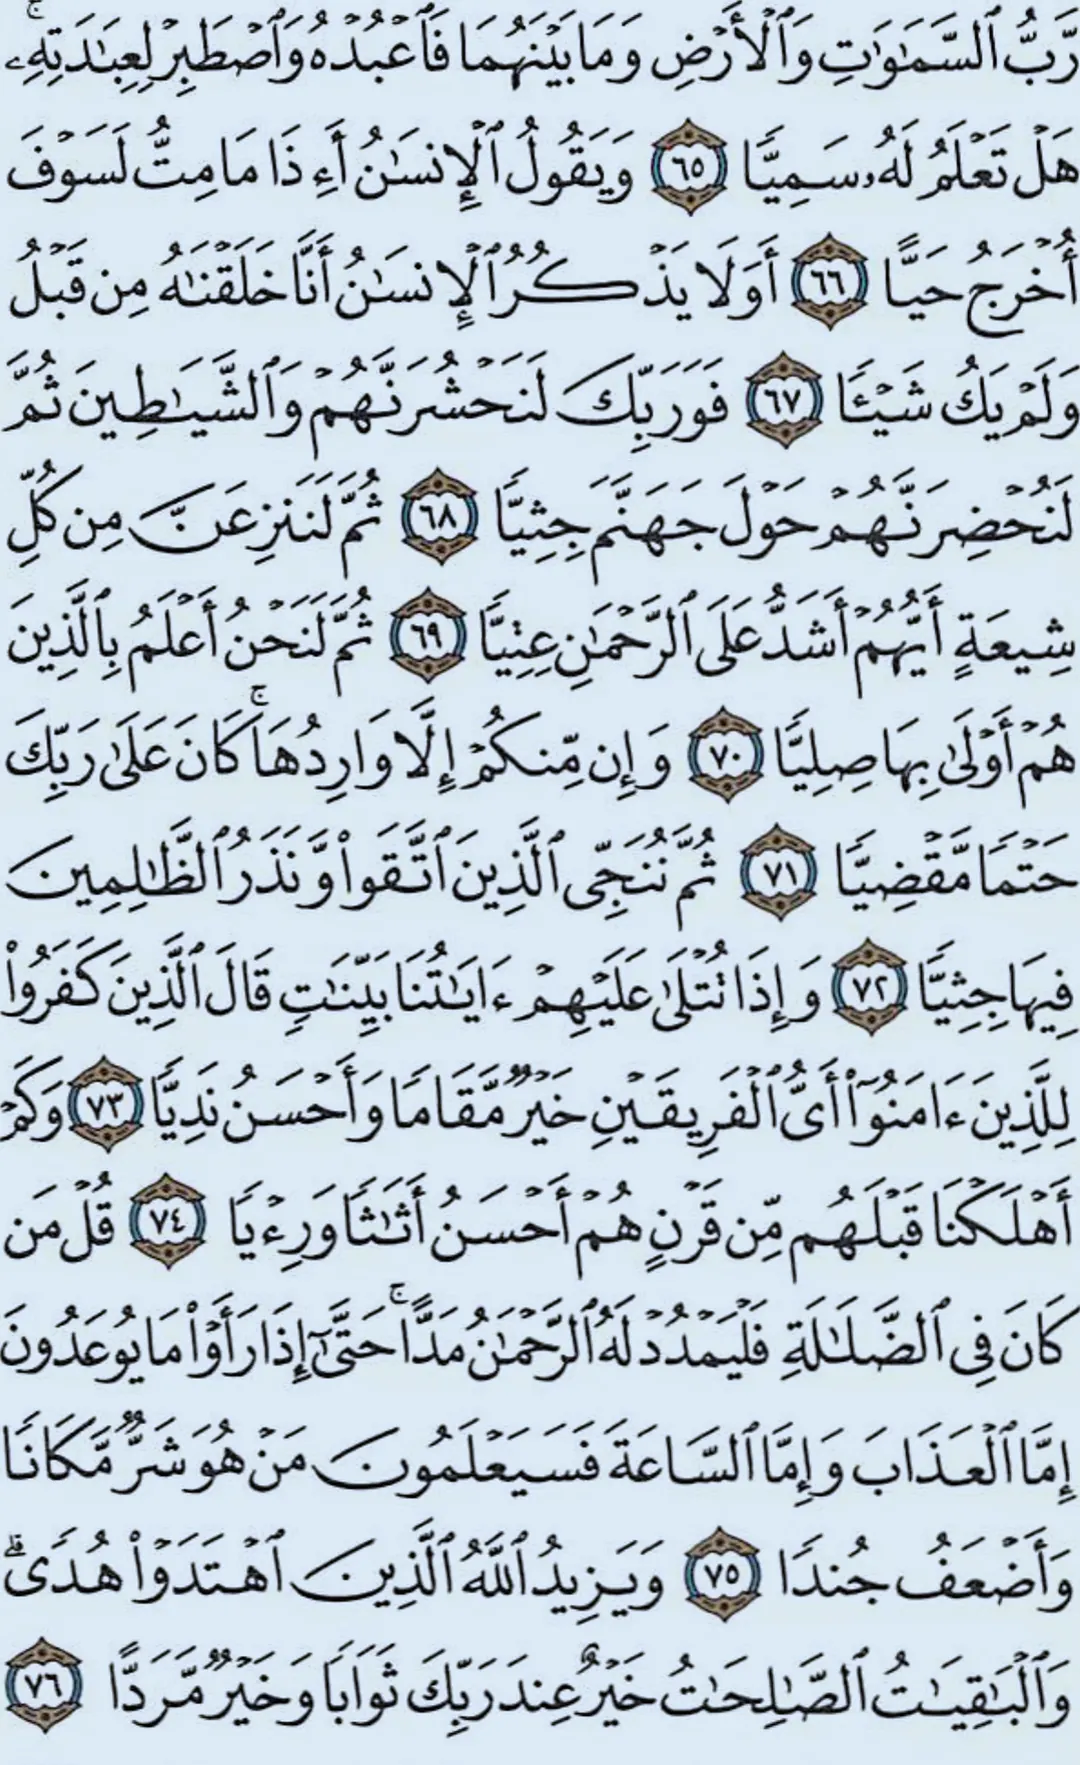 رَّبُّ ٱلسَّمَٰوَٰتِ وَٱلۡأَرۡضِ وَمَا بَيۡنَهُمَا فَٱعۡبُدۡهُ وَٱصۡطَبِرۡ لِعِبَٰدَتِهِۦۚ
هَلۡ تَعۡلَمُ لَهُۥ سَمِيّٗا ٦٥ وَيَقُولُ ٱلۡإِنسَٰنُ أَءِذَا مَا مِتُّ لَسَوۡفَ
أُخۡرَجُ حَيًّا ٦٦ أَوَلَا يَذۡكُرُ ٱلۡإِنسَٰنُ أَنَّا خَلَقۡنَٰهُ مِن قَبۡلُ
وَلَمۡ يَكُ شَيۡـٔٗا ٦٧ فَوَرَبِّكَ لَنَحۡشُرَنَّهُمۡ وَٱلشَّيَٰطِينَ ثُمَّ
لَنُحۡضِرَنَّهُمۡ حَوۡلَ جَهَنَّمَ جِثِيّٗا ٦٨ ثُمَّ لَنَنزِعَنَّ مِن كُلِّ
شِيعَةٍ أَيُّهُمۡ أَشَدُّ عَلَى ٱلرَّحۡمَٰنِ عِتِيّٗا ٦٩ ثُمَّ لَنَحۡنُ أَعۡلَمُ بِٱلَّذِينَ
هُمۡ أَوۡلَىٰ بِهَا صِلِيّٗا ٧٠ وَإِن مِّنكُمۡ إِلَّا وَارِدُهَاۚ كَانَ عَلَىٰ رَبِّكَ
حَتۡمٗا مَّقۡضِيّٗا ٧١ ثُمَّ نُنَجِّي ٱلَّذِينَ ٱتَّقَواْ وَّنَذَرُ ٱلظَّٰلِمِينَ
فِيهَا جِثِيّٗا ٧٢ وَإِذَا تُتۡلَىٰ عَلَيۡهِمۡ ءَايَٰتُنَا بَيِّنَٰتٖ قَالَ ٱلَّذِينَ كَفَرُواْ
لِلَّذِينَ ءَامَنُوٓاْ أَيُّ ٱلۡفَرِيقَيۡنِ خَيۡرٞ مَّقَامٗا وَأَحۡسَنُ نَدِيّٗا ٧٣ وَكَمۡ
أَهۡلَكۡنَا قَبۡلَهُم مِّن قَرۡنٍ هُمۡ أَحۡسَنُ أَثَٰثٗا وَرِءۡيٗا ٧٤ قُلۡ مَن
كَانَ فِي ٱلضَّلَٰلَةِ فَلۡيَمۡدُدۡ لَهُ ٱلرَّحۡمَٰنُ مَدًّاۚ حَتَّىٰٓ إِذَا رَأَوۡاْ مَا يُوعَدُونَ
إِمَّا ٱلۡعَذَابَ وَإِمَّا ٱلسَّاعَةَ فَسَيَعۡلَمُونَ مَنۡ هُوَ شَرّٞ مَّكَانٗا
وَأَضۡعَفُ جُندٗا ٧٥ وَيَزِيدُ ٱللَّهُ ٱلَّذِينَ ٱهۡتَدَوۡاْ هُدٗىۗ
وَٱلۡبَٰقِيَٰتُ ٱلصَّٰلِحَٰتُ خَيۡرٌ عِندَ رَبِّكَ ثَوَابٗا وَخَيۡرٞ مَّرَدًّا ٧٦